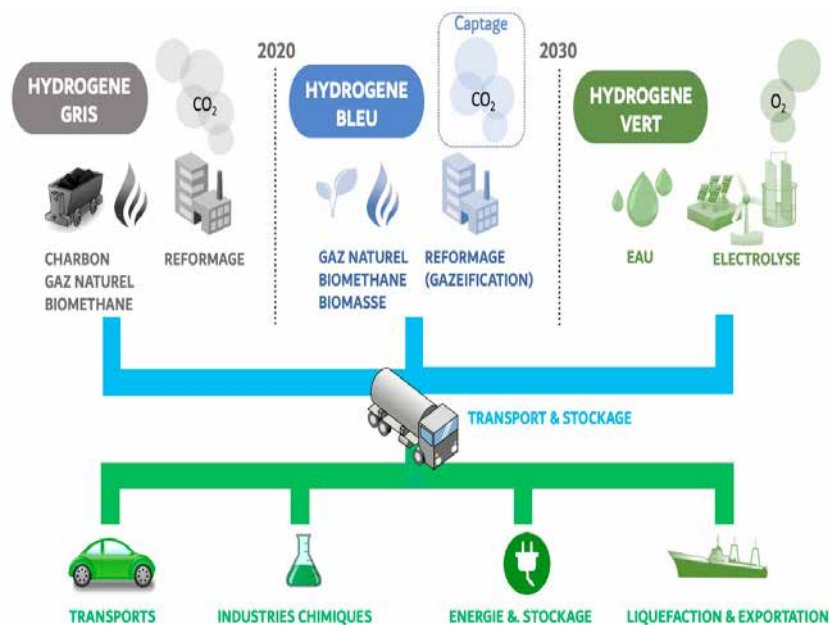 HYDROGENE
GRIS
CO2
2020
HYDROGENE
BLEU
Captage
CO2
2030
HYDROGENE
VERT
O2
CHARBON
GAZ NATUREL
BIOMETHANE
REFORMAGE
GAZ NATUREL
BIOMETHANE
BIOMASSE
REFORMAGE
(GAZEIFICATION)
EAU
ELECTROLYSE
TRANSPORT & STOCKAGE
TRANSPORTS
INDUSTRIES CHIMIQUES
ENERGIE &. STOCKAGE
LIQUEFACTION & EXPORTATION